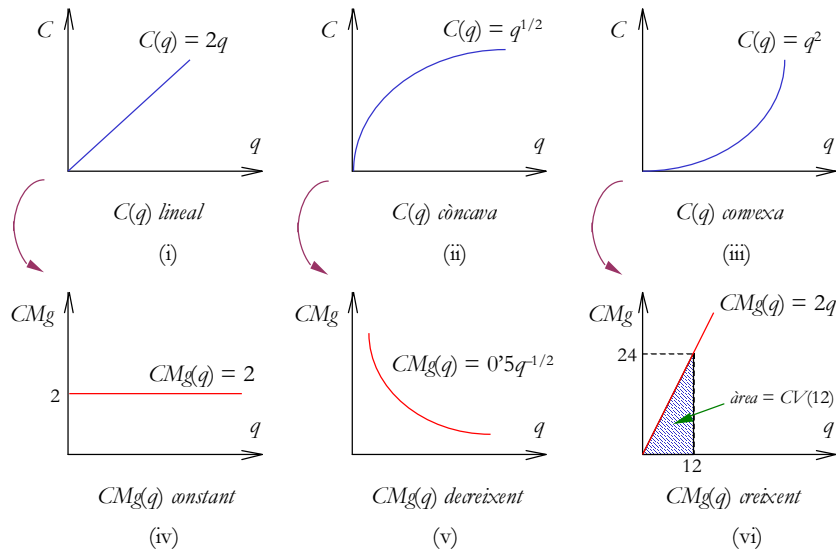 C
C(q) = 2q
q
C(q) lineal
(i)
C
C(q) = q^{1/2}
q
C(q) còncava
(ii)
C
C(q) = q^2
q
C(q) convexa
(iii)
CMg
CMg(q) = 2
2
q
CMg(q) constant
(iv)
CMg
CMg(q) = 0'5q^{-1/2}
q
CMg(q) decreixent
(v)
CMg
CMg(q) = 2q
24
àrea = CV(12)
q
12
CMg(q) creixent
(vi)